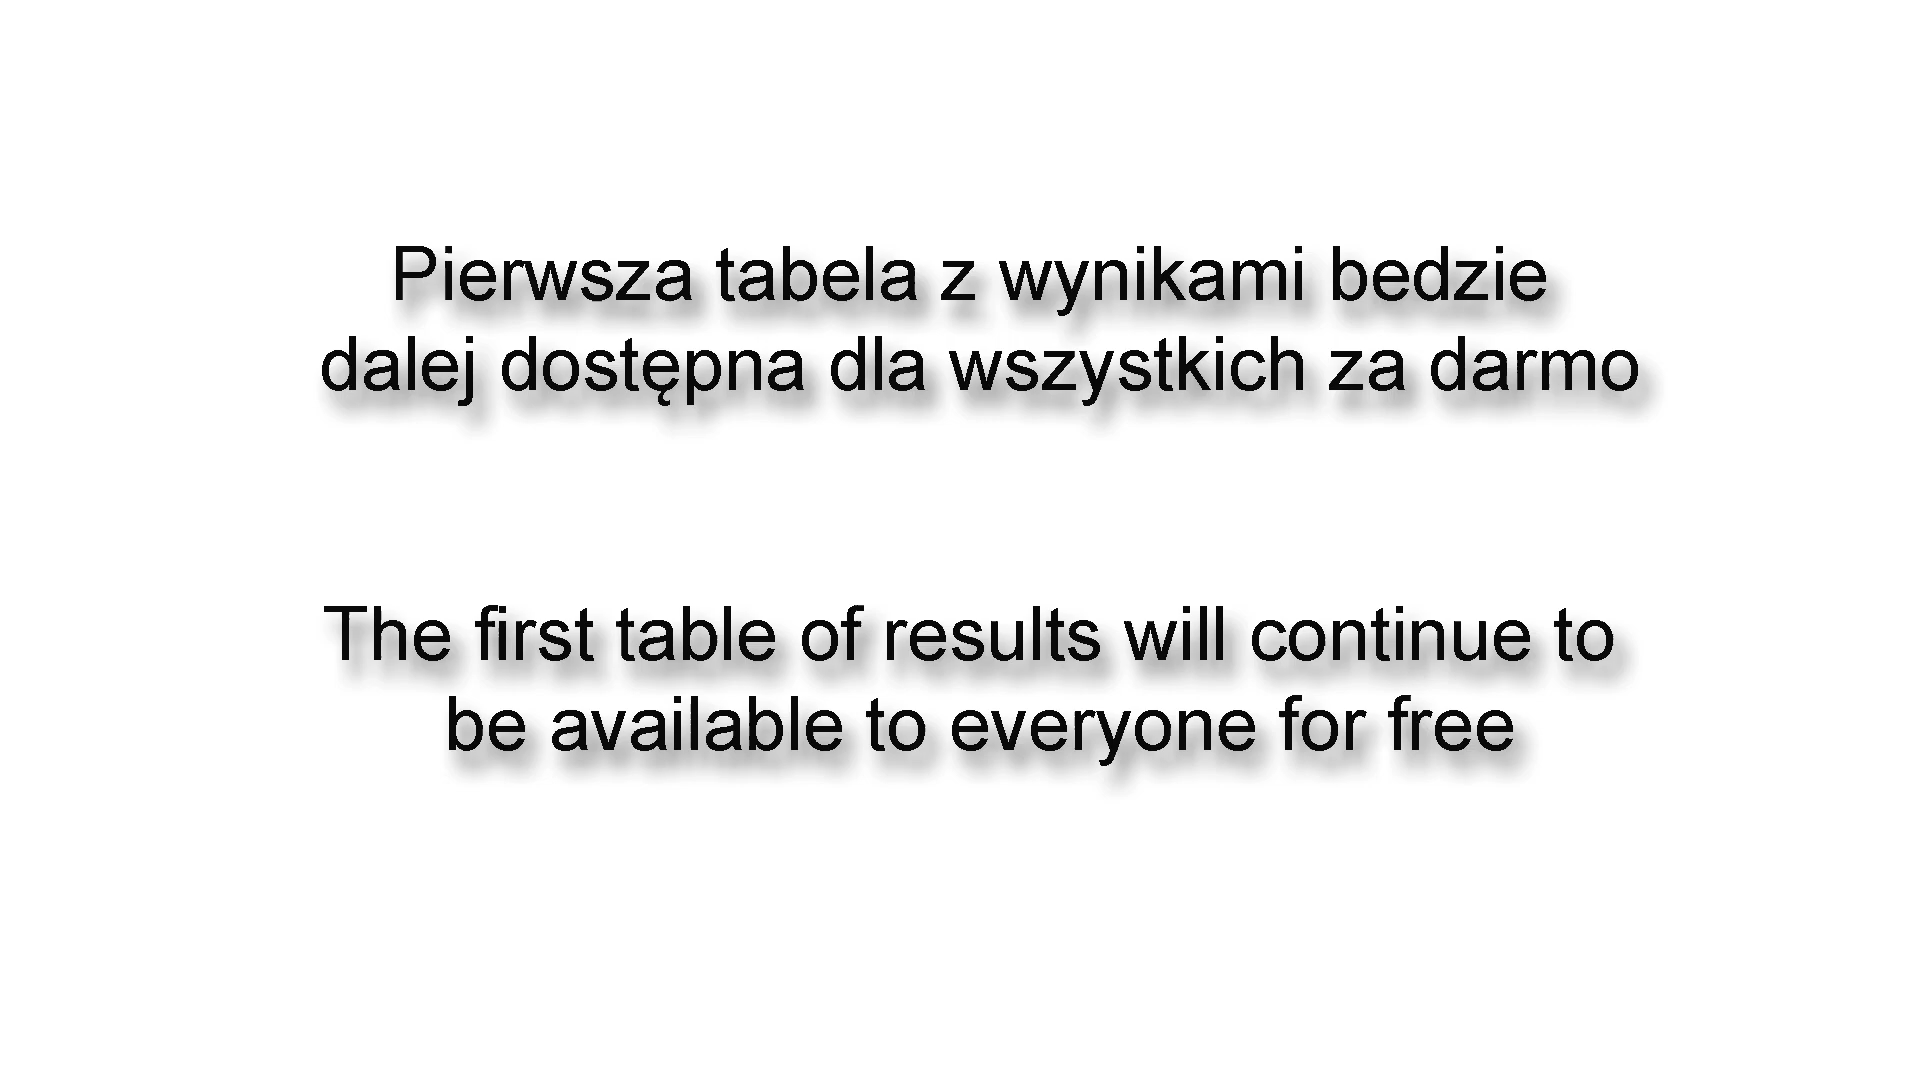 Pierwsza tabela z wynikami bedzie
dalej dostępna dla wszystkich za darmo
The first table of results will continue to
be available to everyone for free